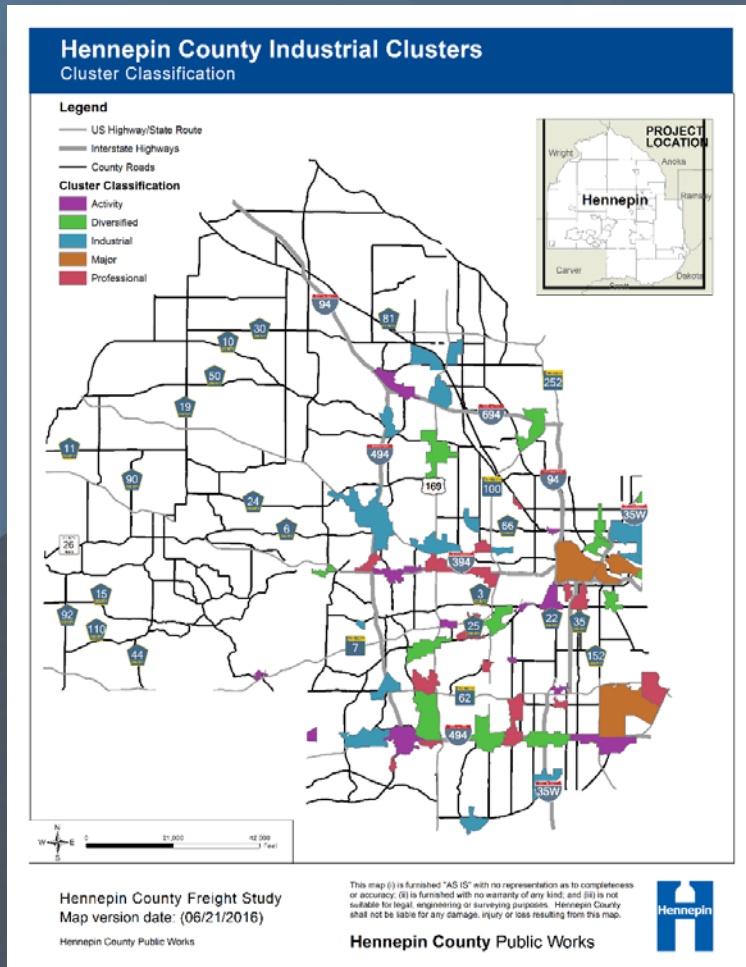 Hennepin County Industrial Clusters
Cluster Classification
Legend
US Highway/State Route
Interstate Highways
County Roads
Cluster Classification
Activity
Diversified
Industrial
Major
Professional
PROJECT
LOCATION
Wright
Anoka
Ramsey
Hennepin
Carver
Scott
Dakota
94
81
30
10
252
50
19
694
11
494
94
169
90
100
24
66
35W
6
26
394
15
3
92
22
35
110
25
7
152
44
62
494
35W
N
W E
S
0 21,000 42,000
Feet
Hennepin County Freight Study
Map version date: (06/21/2016)
Hennepin County Public Works
This map (i) is furnished "AS IS" with no representation as to completeness
or accuracy; (ii) is furnished with no warranty of any kind; and (iii) is not
suitable for legal, engineering or surveying purposes. Hennepin County
shall not be liable for any damage, injury or loss resulting from this map.
Hennepin County Public Works
Hennepin